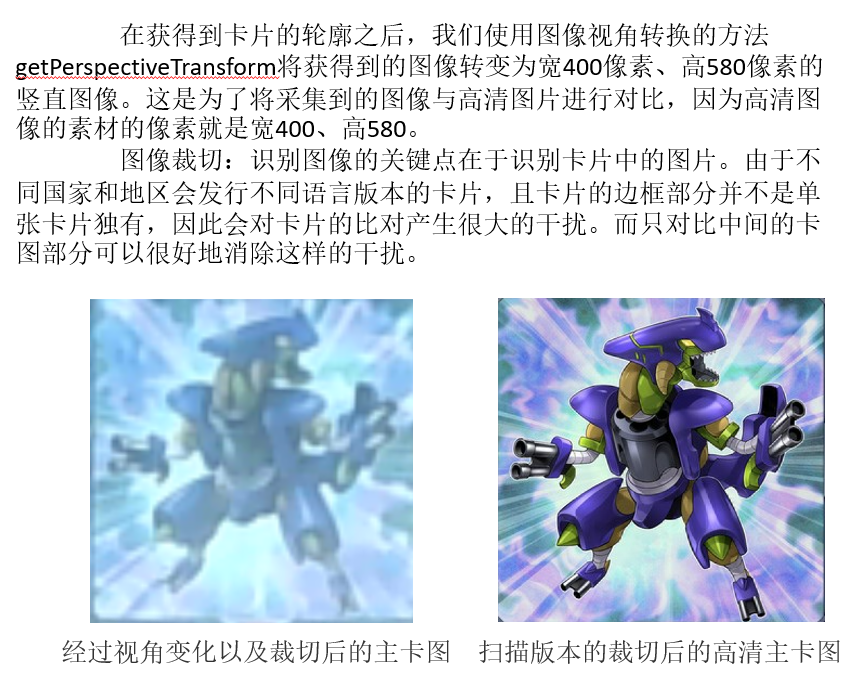 在获得到卡片的轮廓之后，我们使用图像视角转换的方法
getPerspectiveTransform将获得到的图像转变为宽400像素、高580像素的
竖直图像。这是为了将采集到的图像与高清图片进行对比，因为高清图
像的素材的像素就是宽400、高580。
图像裁切：识别图像的关键点在于识别卡片中的图片。由于不
同国家和地区会发行不同语言版本的卡片，且卡片的边框部分并不是单
张卡片独有，因此会对卡片的比对产生很大的干扰。而只对比中间的卡
图部分可以很好地消除这样的干扰。
经过视角变化以及裁切后的主卡图
扫描版本的裁切后的高清主卡图